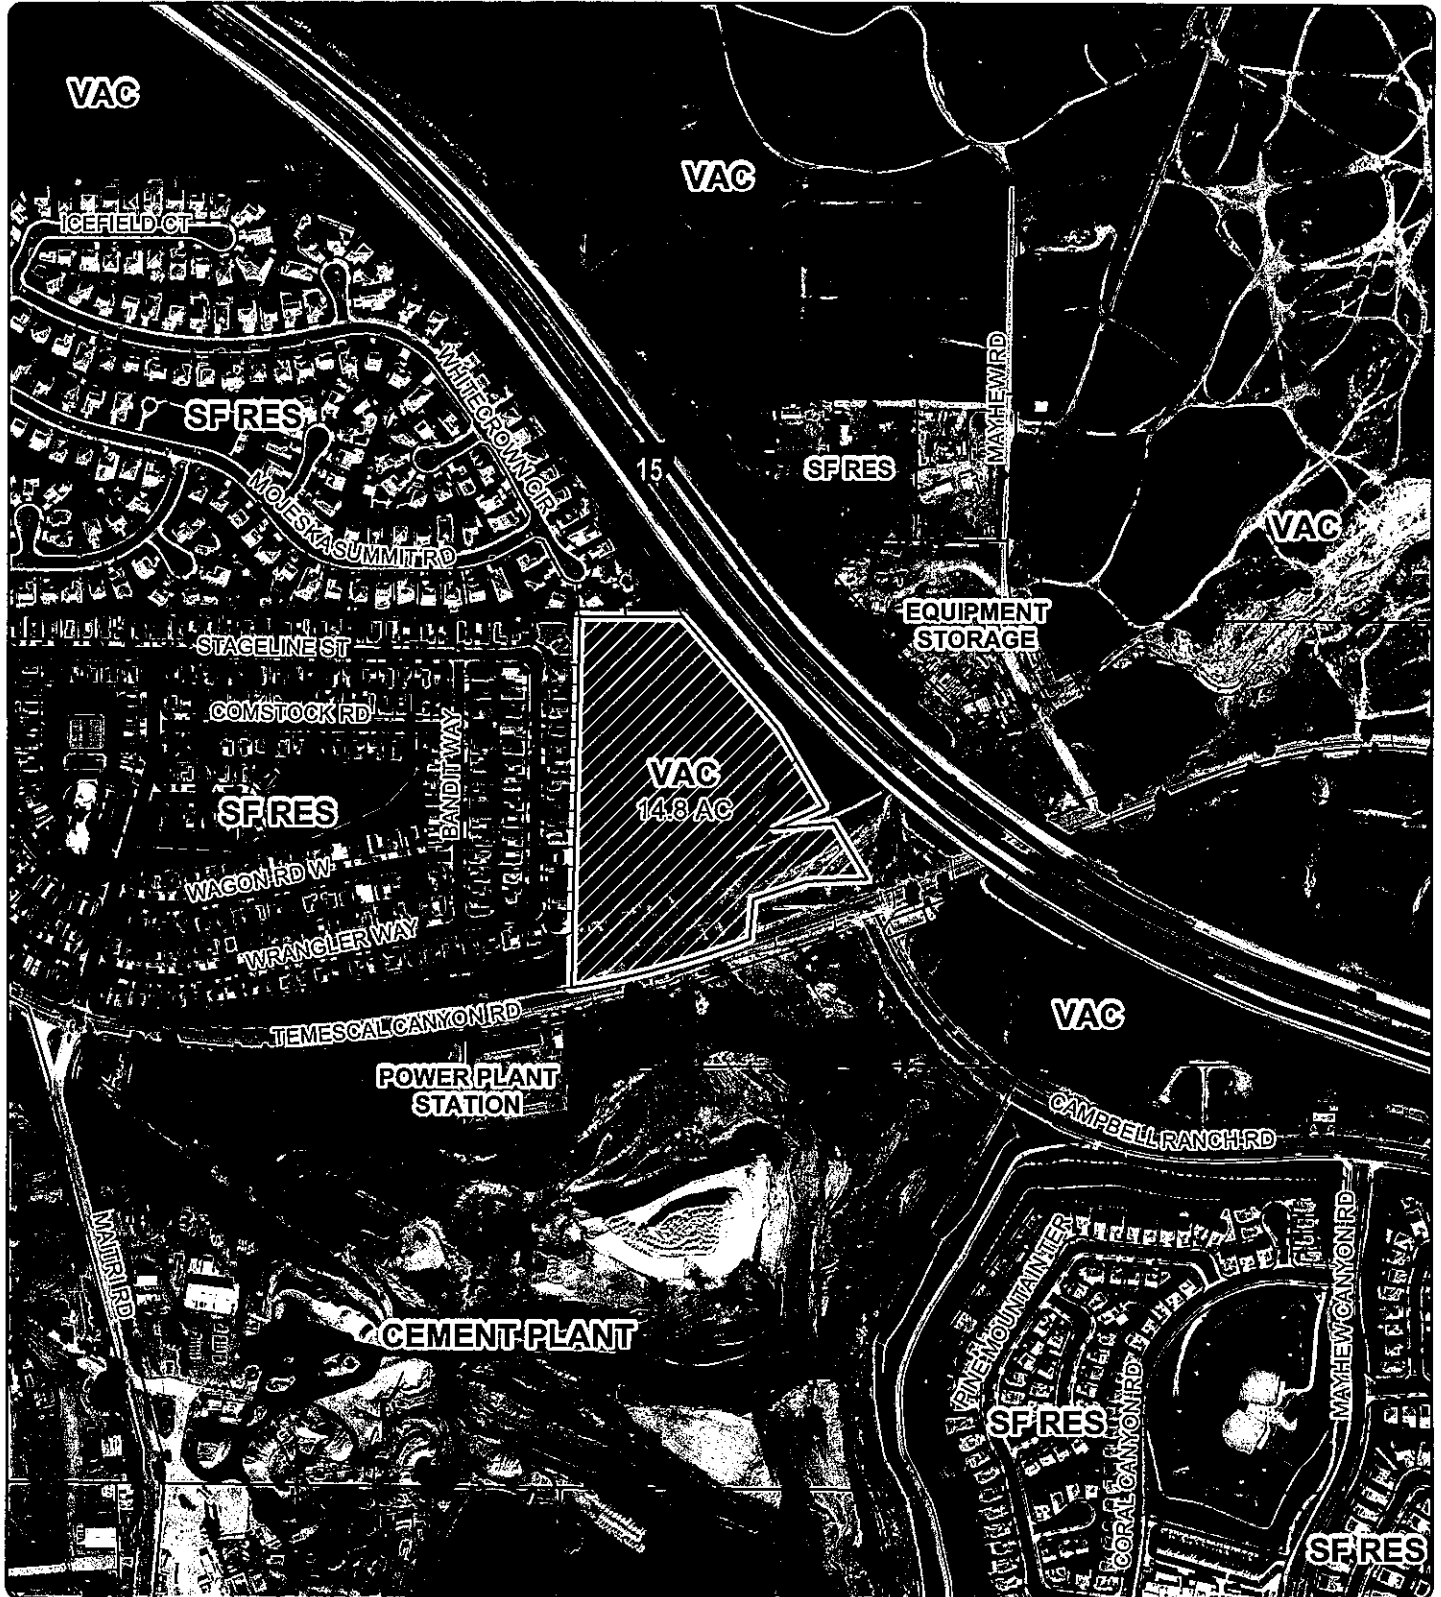 VAC
VAC
ICEFIELD CT
WHITECROWN CIR
MAYHEW RD
SF RES
15
SF RES
MOJESKA SUMMIT RD
VAC
EQUIPMENT
STORAGE
STAGELINE ST
COMSTOCK RD
BANDIT WAY
VAC
14.8 AC
SF RES
WAGON RD W
WRANGLER WAY
TEMESCAL CANYON RD
VAC
POWER PLANT
STATION
CAMPBELL RANCH RD
MAITRI RD
PINE MOUNTAIN TER
MAYHEW CANYON RD
CEMENT PLANT
SF RES
CORAL CANYON RD
SF RES